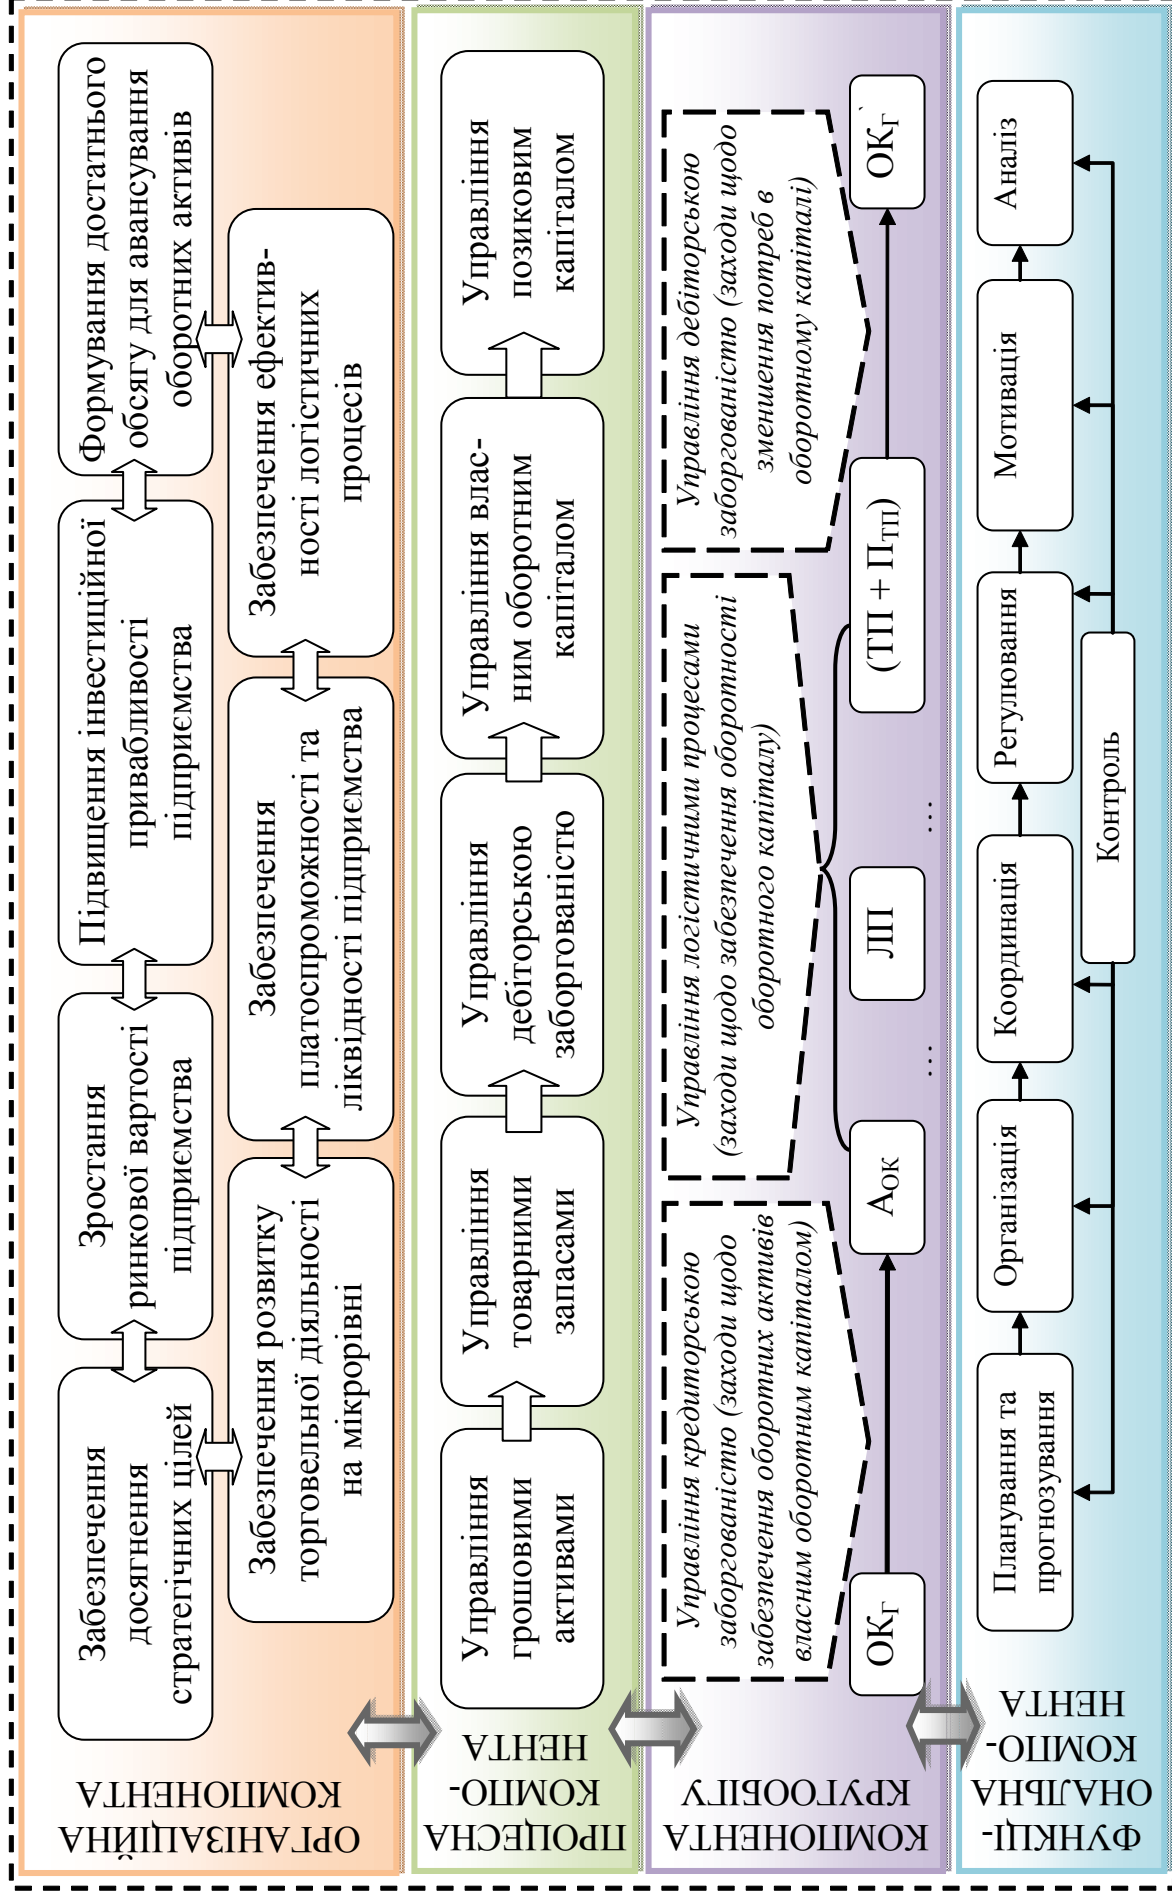 ОРГАНІЗАЦІЙНА
КОМПОНЕНТА
Забезпечення
досягнення
стратегічних цілей
Зростання
ринкової вартості
підприємства
Підвищення інвестиційної
привабливості
підприємства
Формування достатнього
обсягу для авансування
оборотних активів
Забезпечення розвитку
торговельної діяльності
на мікрорівні
Забезпечення
платоспроможності та
ліквідності підприємства
Забезпечення ефектив-
ності логістичних
процесів
ПРОЦЕСНА
КОМПО-
НЕНТА
Управління
грошовими
активами
Управління
товарними
запасами
Управління
дебіторською
заборгованістю
Управління влас-
ним оборотним
капіталом
Управління
позиковим
капіталом
КОМПОНЕНТА
КРУГООБІГУ
Управління кредиторською
заборгованістю (заходи щодо
забезпечення оборотних активів
власним оборотним капіталом)
Управління логістичними процесами
(заходи щодо забезпечення оборотності
оборотного капіталу)
Управління дебіторською
заборгованістю (заходи щодо
зменшення потреб в
оборотному капіталі)
ОКГ
АОК
...
ЛП
...
(ТП + ПТП)
ОКГ`
ФУНКЦІ-
ОНАЛЬНА
КОМПО-
НЕНТА
Планування та
прогнозування
Організація
Координація
Регулювання
Мотивація
Аналіз
Контроль